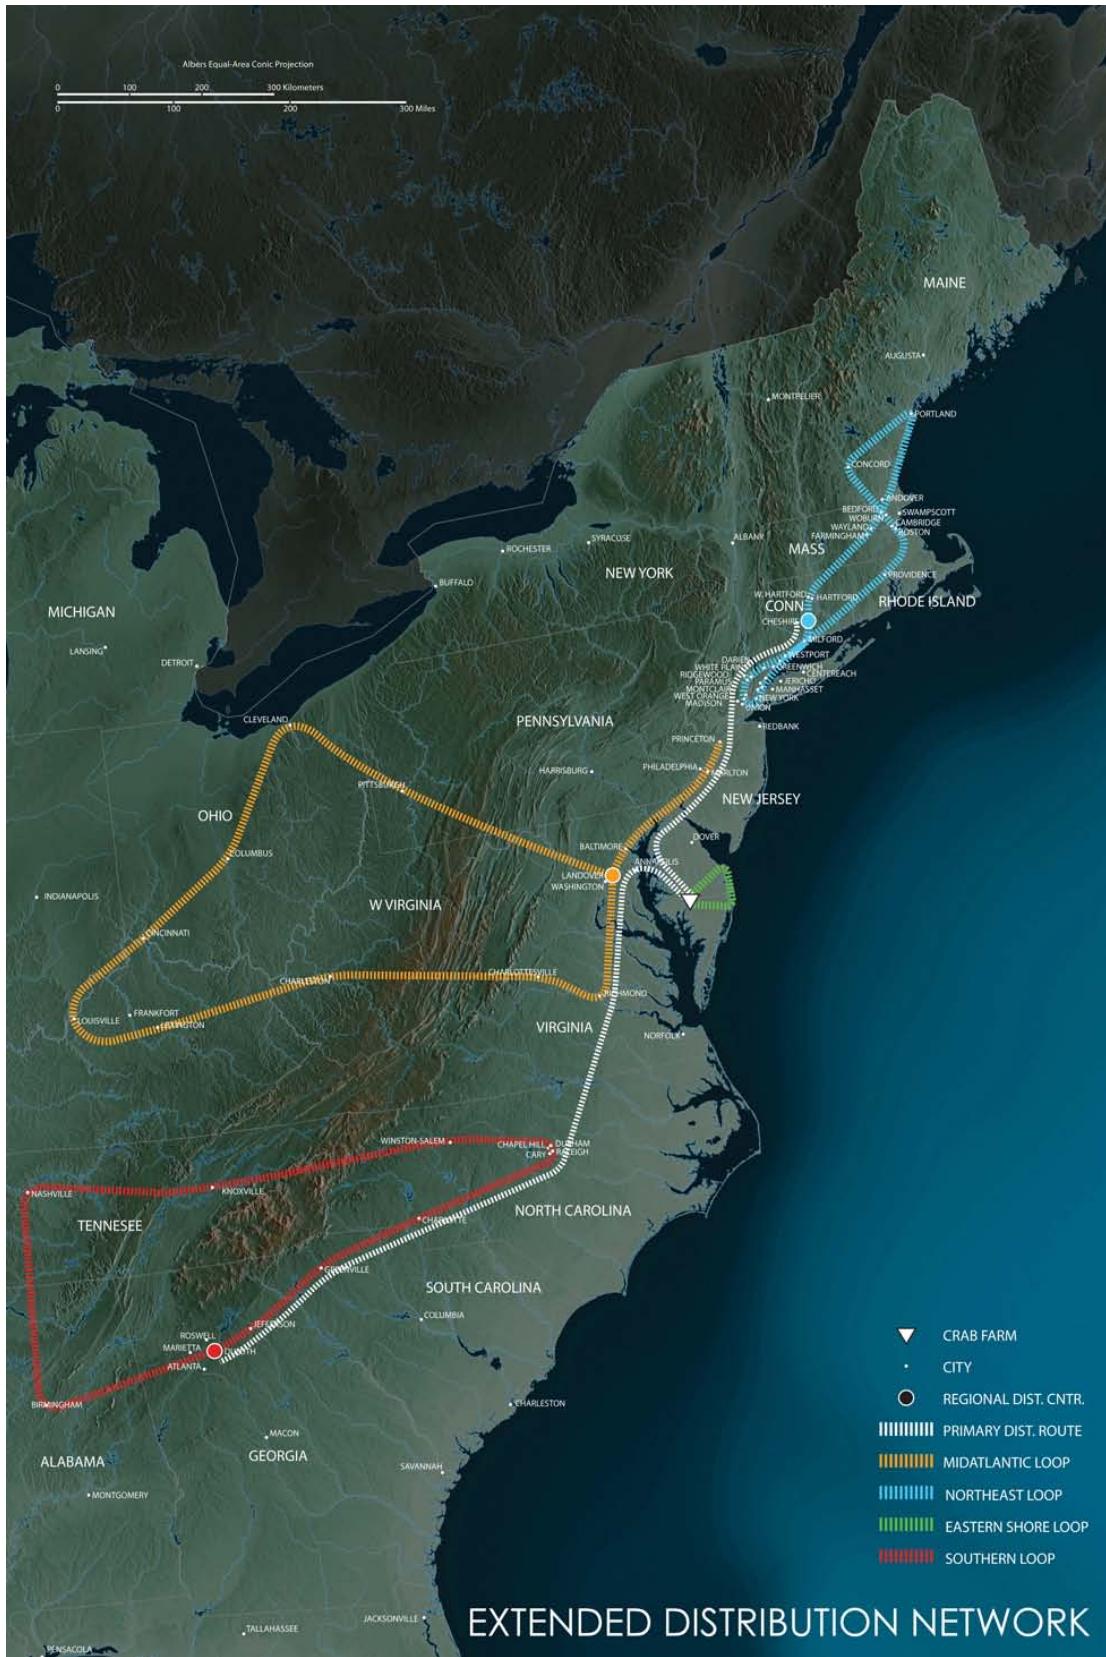 Albers Equal-Area Conic Projection
0 100 200 300 Kilometers
0 100 200 300 Miles
MAINE
AUGUSTA
MONTPELIER
PORTLAND
CONCORD
ANDOVER
BEDFORD
SWAMPSCOTT
WOBURN
CAMBRIDGE
WAYLAND
BOSTON
FARMINGHAM
SYRACUSE
ALBANY
ROCHESTER
MASS
NEW YORK
PROVIDENCE
BUFFALO
W. HARTFORD
HARTFORD
RHODE ISLAND
CONN
MICHIGAN
CHESHIRE
MILFORD
LANSING
DETROIT
WESTPORT
DARIEN
WHITE PLAINS
GREENWICH
RIDGEWOOD
CENTEREACH
PARAMUS
JERICHO
MONTCLAIR
MANHASSET
WEST ORANGE
NEW YORK
MADISON
UNION
CLEVELAND
PENNSYLVANIA
REDBANK
PRINCETON
HARRISBURG
PHILADELPHIA
MARLTON
PITTSBURGH
NEW JERSEY
OHIO
DOVER
BALTIMORE
COLUMBUS
ANNAPOLIS
LANDOVER
WASHINGTON
INDIANAPOLIS
W VIRGINIA
CINCINNATI
CHARLOTTESVILLE
CHARLESTON
RICHMOND
FRANKFORT
LOUISVILLE
LEXINGTON
VIRGINIA
NORFOLK
WINSTON-SALEM
CHAPEL HILL
DURHAM
CARY
RALEIGH
NASHVILLE
KNOXVILLE
NORTH CAROLINA
TENNESEE
CHARLOTTE
GREENVILLE
SOUTH CAROLINA
COLUMBIA
JEFFERSON
ROSWELL
MARIETTA
DULUTH
ATLANTA
BIRMINGHAM
CHARLESTON
MACON
GEORGIA
ALABAMA
SAVANNAH
MONTGOMERY
JACKSONVILLE
TALLAHASSEE
PENSACOLA
CRAB FARM
CITY
REGIONAL DIST. CNTR.
PRIMARY DIST. ROUTE
MIDATLANTIC LOOP
NORTHEAST LOOP
EASTERN SHORE LOOP
SOUTHERN LOOP
EXTENDED DISTRIBUTION NETWORK